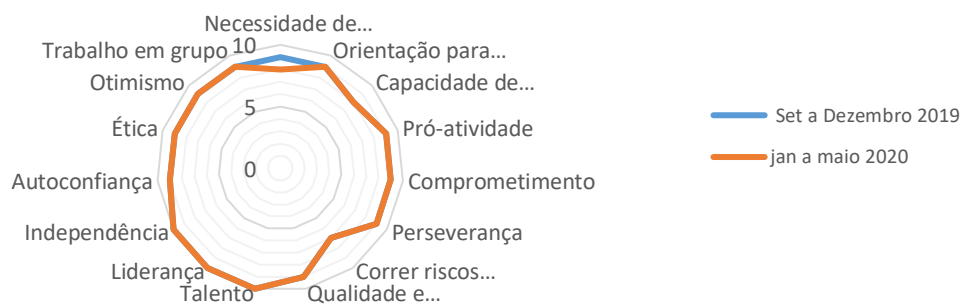 Necessidade de...
10
Trabalho em grupo
Orientação para...
Otimismo
Capacidade de...
5
Ética
Pró-atividade
Set a Dezembro 2019
jan a maio 2020
0
Autoconfiança
Comprometimento
Independência
Perseverança
Liderança
Correr riscos...
Talento
Qualidade e...